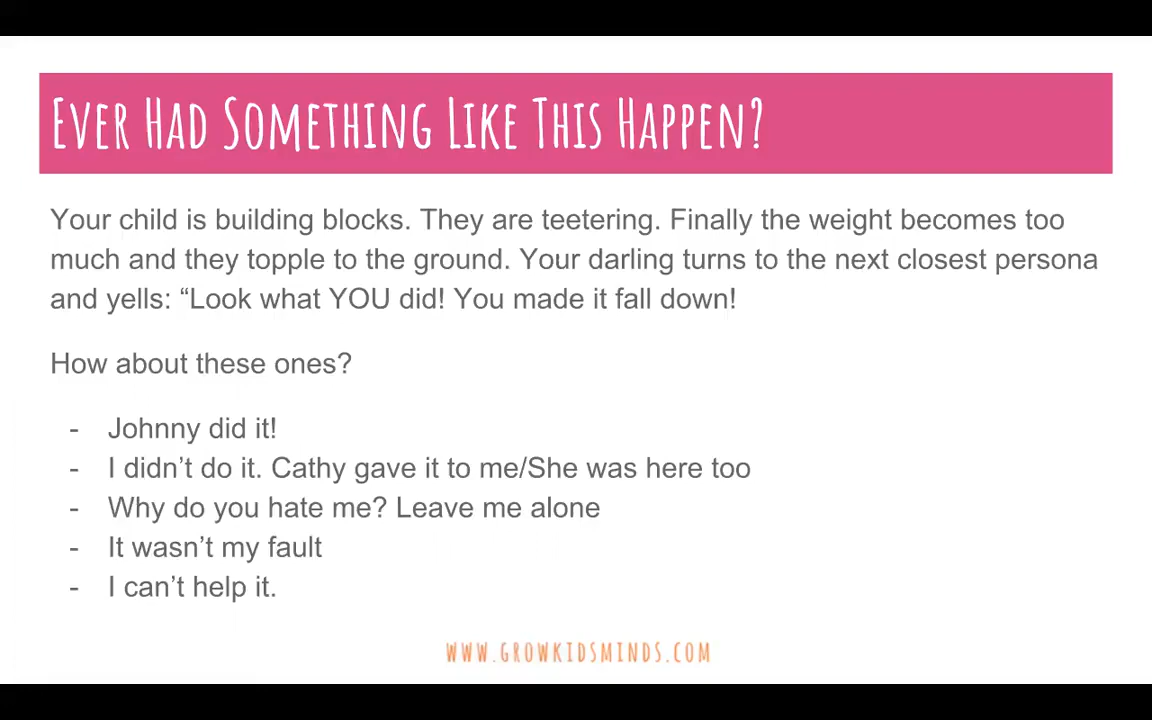 Ever Had Something Like This Happen?
Your child is building blocks. They are teetering. Finally the weight becomes too
much and they topple to the ground. Your darling turns to the next closest persona
and yells: “Look what YOU did! You made it fall down!
How about these ones?
- Johnny did it!
- I didn’t do it. Cathy gave it to me/She was here too
- Why do you hate me? Leave me alone
- It wasn’t my fault
- I can’t help it.
www.growkidsminds.com